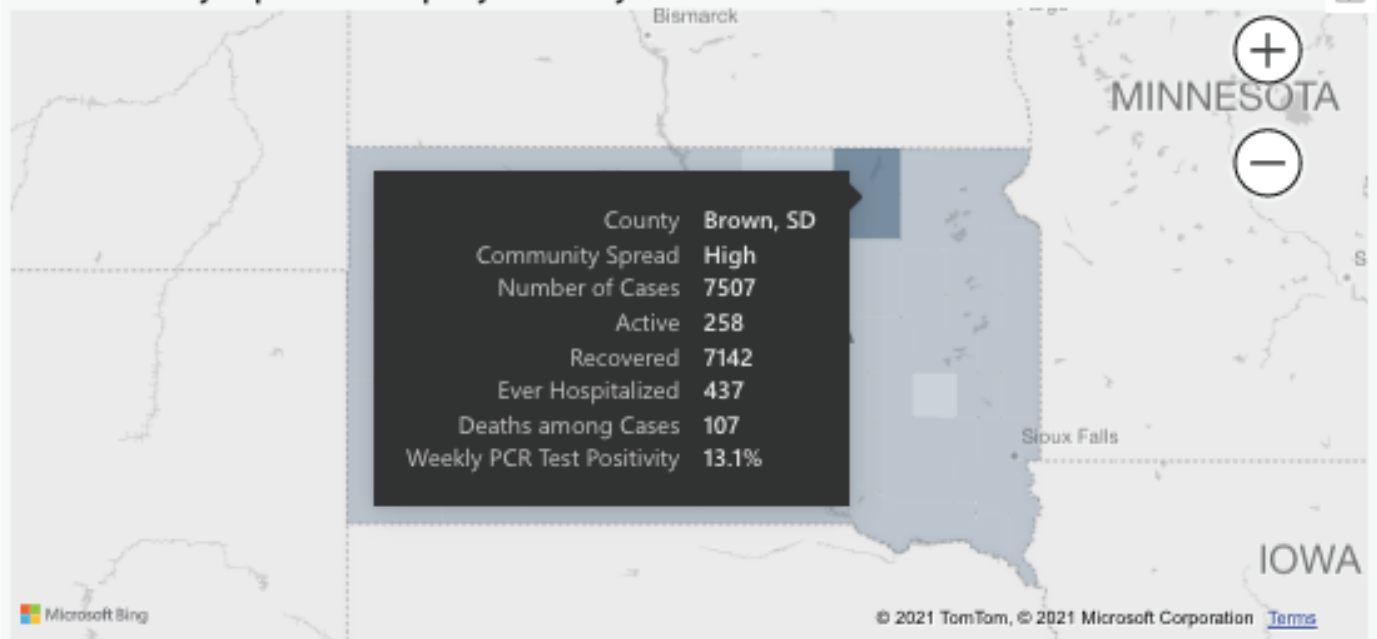 Bismarck
MINNESOTA
County Brown, SD
Community Spread High
Number of Cases 7507
Active 258
Recovered 7142
Ever Hospitalized 437
Deaths among Cases 107
Weekly PCR Test Positivity 13.1%
Sioux Falls
IOWA
Microsoft Bing
© 2021 TomTom, © 2021 Microsoft Corporation Terms